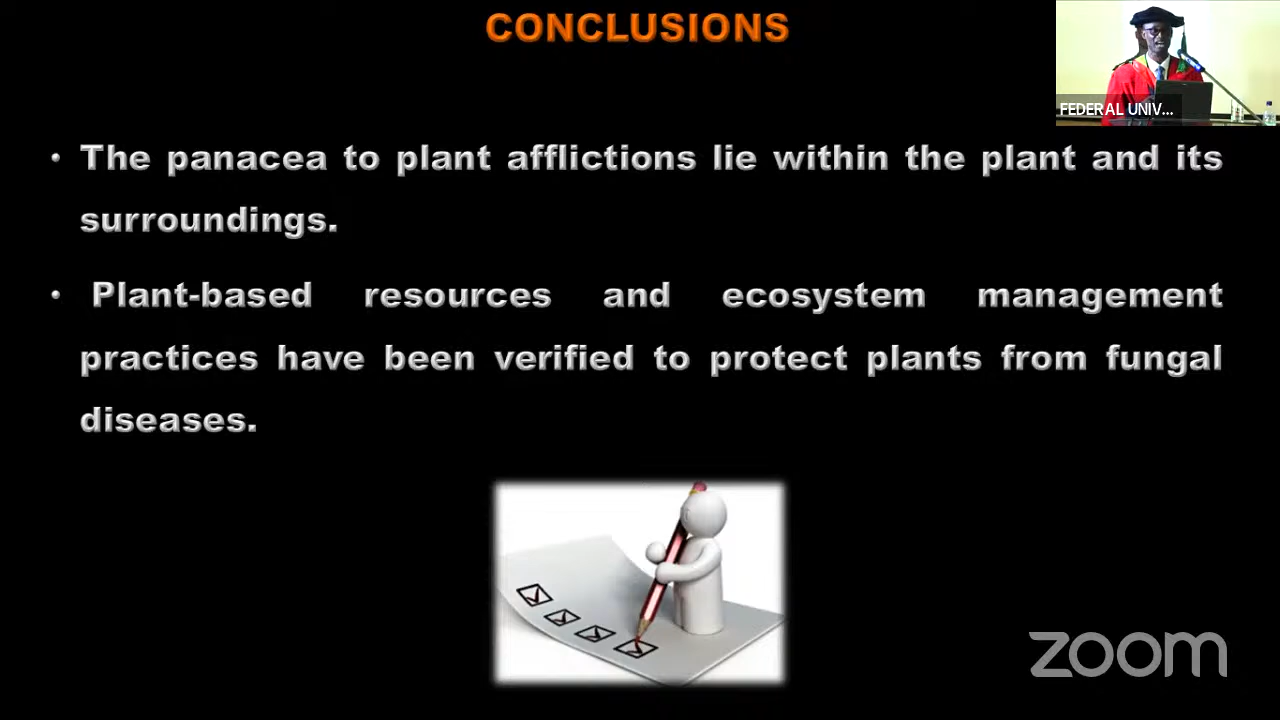 CONCLUSIONS
FEDERAL UNIV...
• The panacea to plant afflictions lie within the plant and its
surroundings.
• Plant-based resources and ecosystem management
practices have been verified to protect plants from fungal
diseases.
zoom